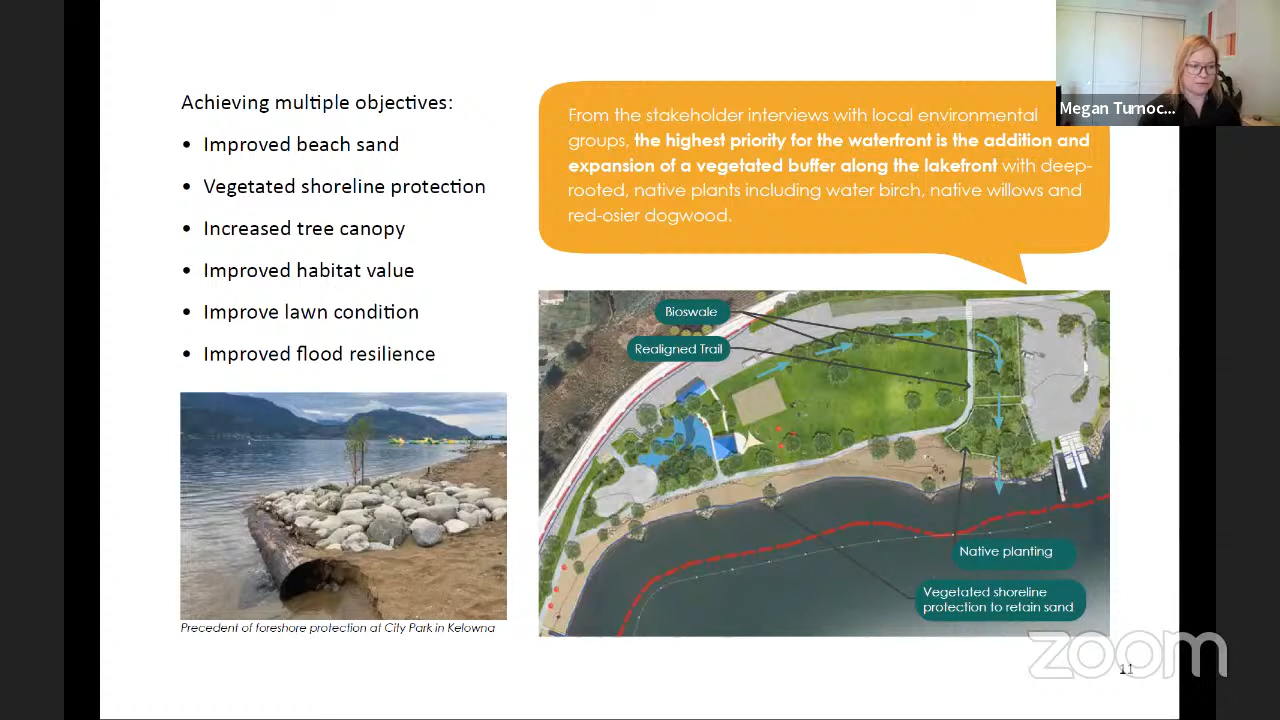 Achieving multiple objectives:
• Improved beach sand
• Vegetated shoreline protection
• Increased tree canopy
• Improved habitat value
• Improve lawn condition
• Improved flood resilience
Precedent of foreshore protection at City Park in Kelowna
From the stakeholder interviews with local environmental
groups, the highest priority for the waterfront is the addition and
expansion of a vegetated buffer along the lakefront with deep-
rooted, native plants including water birch, native willows and
red-osier dogwood.
Bioswale
Realigned Trail
Native planting
Vegetated shoreline
protection to retain sand
Megan Turnoc...
zoom
11